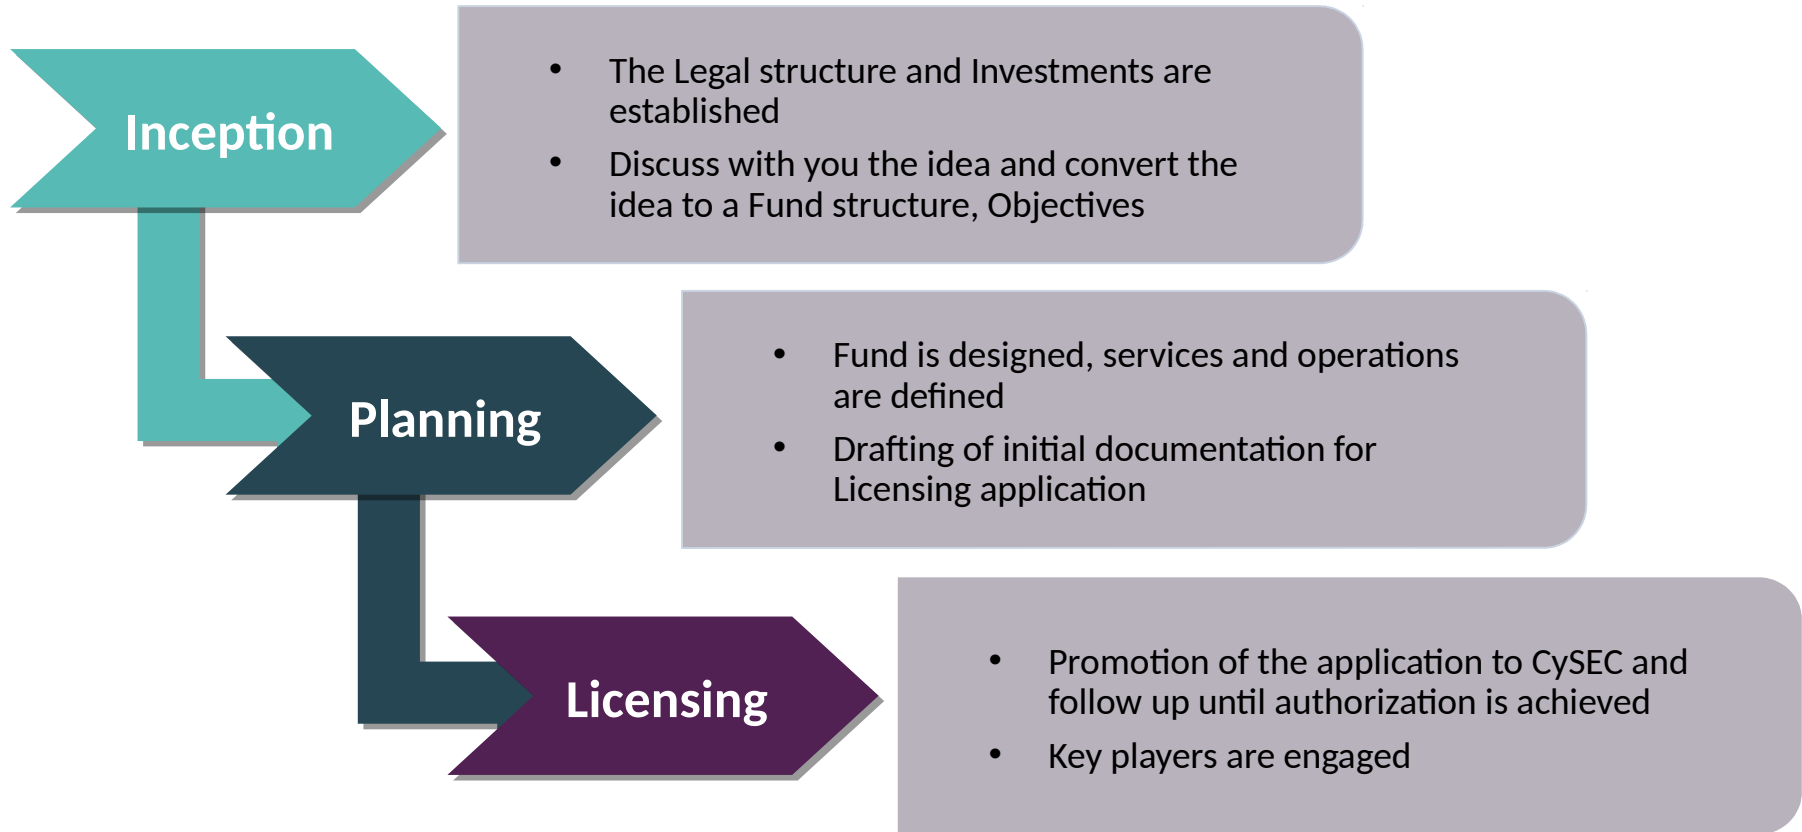 Inception
• The Legal structure and Investments are
established
• Discuss with you the idea and convert the
idea to a Fund structure, Objectives
Planning
• Fund is designed, services and operations
are defined
• Drafting of initial documentation for
Licensing application
Licensing
• Promotion of the application to CySEC and
follow up until authorization is achieved
• Key players are engaged